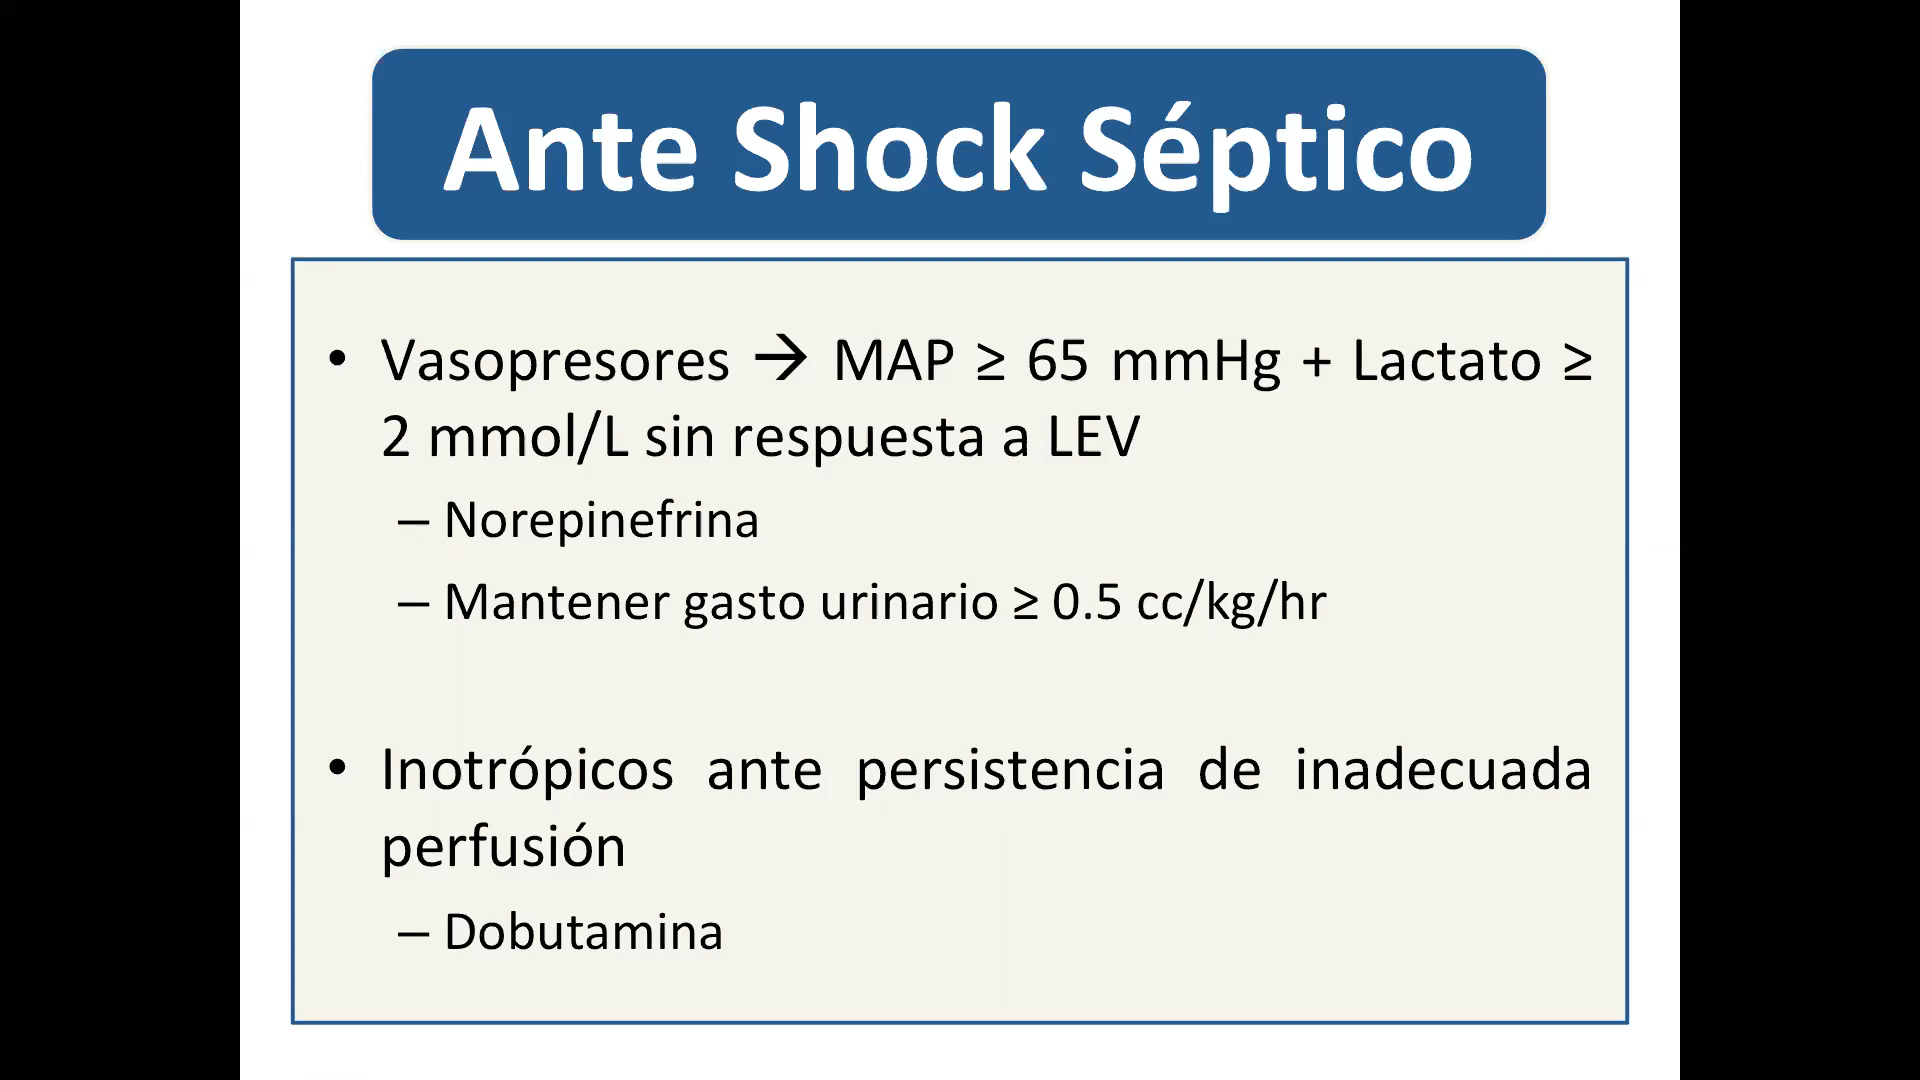 Ante Shock Séptico
• Vasopresores → MAP ≥ 65 mmHg + Lactato ≥
2 mmol/L sin respuesta a LEV
– Norepinefrina
– Mantener gasto urinario ≥ 0.5 cc/kg/hr
• Inotrópicos ante persistencia de inadecuada
perfusión
– Dobutamina